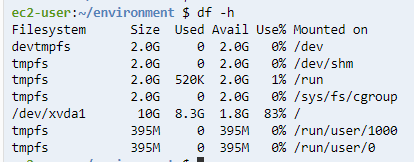 ec2-user:~/environment $ df -h
Filesystem      Size  Used Avail Use% Mounted on
devtmpfs        2.0G     0  2.0G   0% /dev
tmpfs           2.0G     0  2.0G   0% /dev/shm
tmpfs           2.0G  520K  2.0G   1% /run
tmpfs           2.0G     0  2.0G   0% /sys/fs/cgroup
/dev/xvda1       10G  8.3G  1.8G  83% /
tmpfs           395M     0  395M   0% /run/user/1000
tmpfs           395M     0  395M   0% /run/user/0